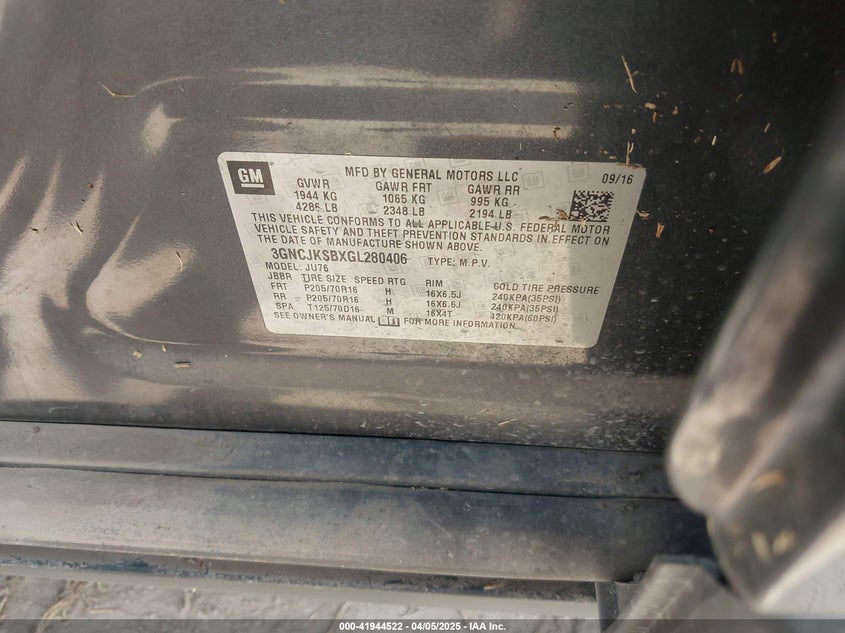 GM
MFD BY GENERAL MOTORS LLC
09/16
GVWR GAWR FRT GAWR RR
1944 KG 1065 KG 995 KG
4286 LB 2348 LB 2194 LB
THIS VEHICLE CONFORMS TO ALL APPLICABLE U.S. FEDERAL MOTOR
VEHICLE SAFETY AND THEFT PREVENTION STANDARDS IN EFFECT ON
THE DATE OF MANUFACTURE SHOWN ABOVE.
3GNCJKSBXGL280406 TYPE: M.P.V.
MODEL: JU76
JBBR TIRE SIZE SPEED RTG RIM COLD TIRE PRESSURE
FRT P205/70R16 H 16X6.5J 240KPA(35PSI)
RR P205/70R16 H 16X6.5J 240KPA(35PSI)
SPA T125/70D16 M 16X4T 420KPA(60PSI)
SEE OWNER'S MANUAL FOR MORE INFORMATION.
000-41944522 - 04/05/2025 - IAA Inc.